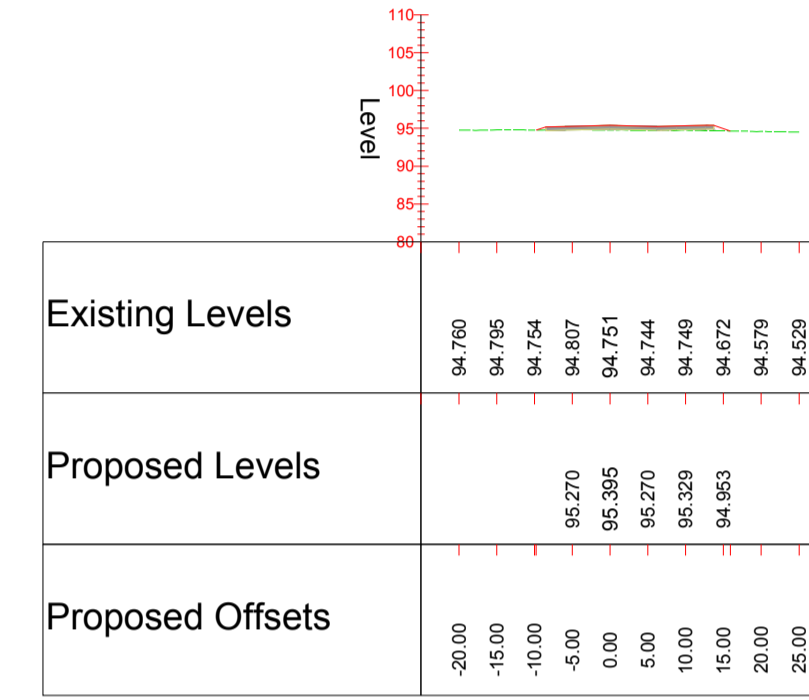 110
105
100
95
90
85
80
Level
Existing Levels
94.760 94.795 94.754 94.807 94.751 94.744 94.749 94.672 94.579 94.529
Proposed Levels
95.270 95.395 95.270 95.329 94.953
Proposed Offsets
-20.00 -15.00 -10.00 -5.00 0.00 5.00 10.00 15.00 20.00 25.00